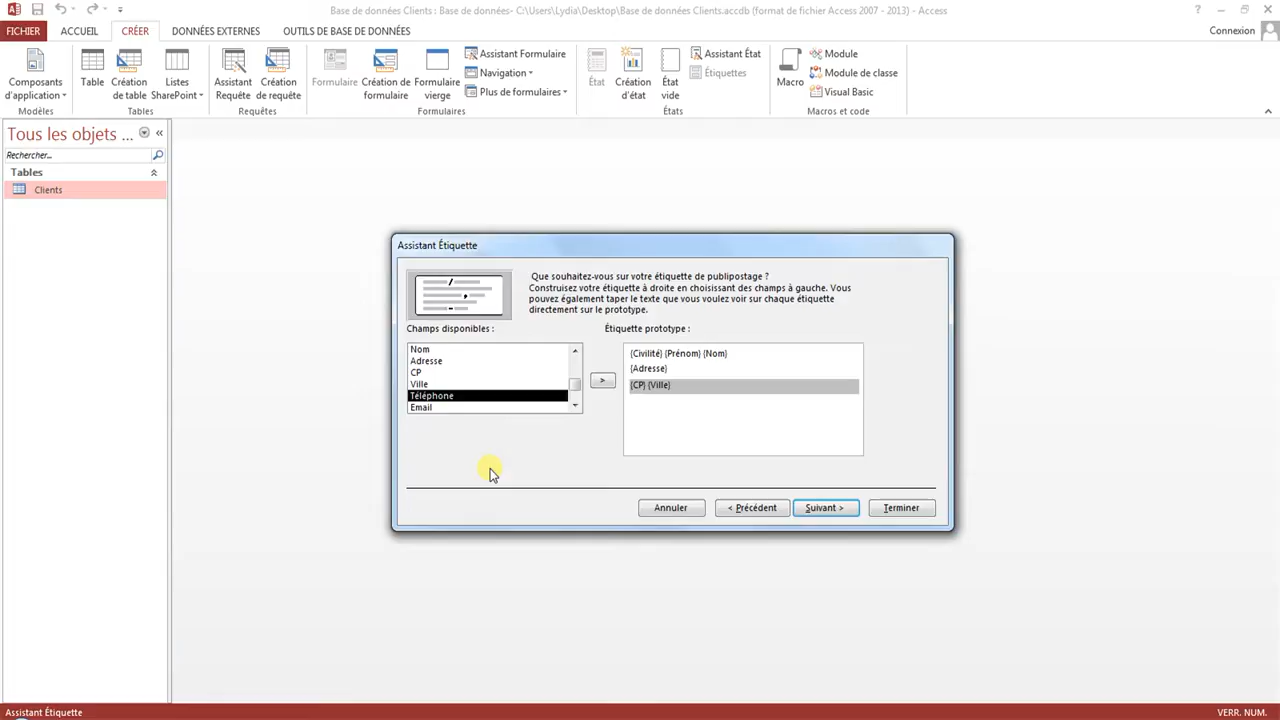 Base de données Clients : Base de données- C:\Users\Lydia\Desktop\Base de données Clients.accdb (format de fichier Access 2007 - 2013) - Access
FICHIER ACCUEIL CRÉER DONNÉES EXTERNES OUTILS DE BASE DE DONNÉES Connexion
Composants d'application
Modèles
Table
Création de table
Listes SharePoint
Tables
Assistant Requête
Création de requête
Requêtes
Formulaire
Création de formulaire
Formulaire vierge
Assistant Formulaire
Navigation
Plus de formulaires
Formulaires
État
Création d'état
État vide
Assistant État
Étiquettes
États
Macro
Module
Module de classe
Visual Basic
Macros et code
Tous les objets ...
Rechercher...
Tables
Clients
Assistant Étiquette
Que souhaitez-vous sur votre étiquette de publipostage ?
Construisez votre étiquette à droite en choisissant des champs à gauche. Vous
pouvez également taper le texte que vous voulez voir sur chaque étiquette
directement sur le prototype.
Champs disponibles :
Nom
Adresse
CP
Ville
Téléphone
Email
>
Étiquette prototype :
{Civilité} {Prénom} {Nom}
{Adresse}
{CP} {Ville}
Annuler
< Précédent
Suivant >
Terminer
Assistant Étiquette
VERR. NUM.